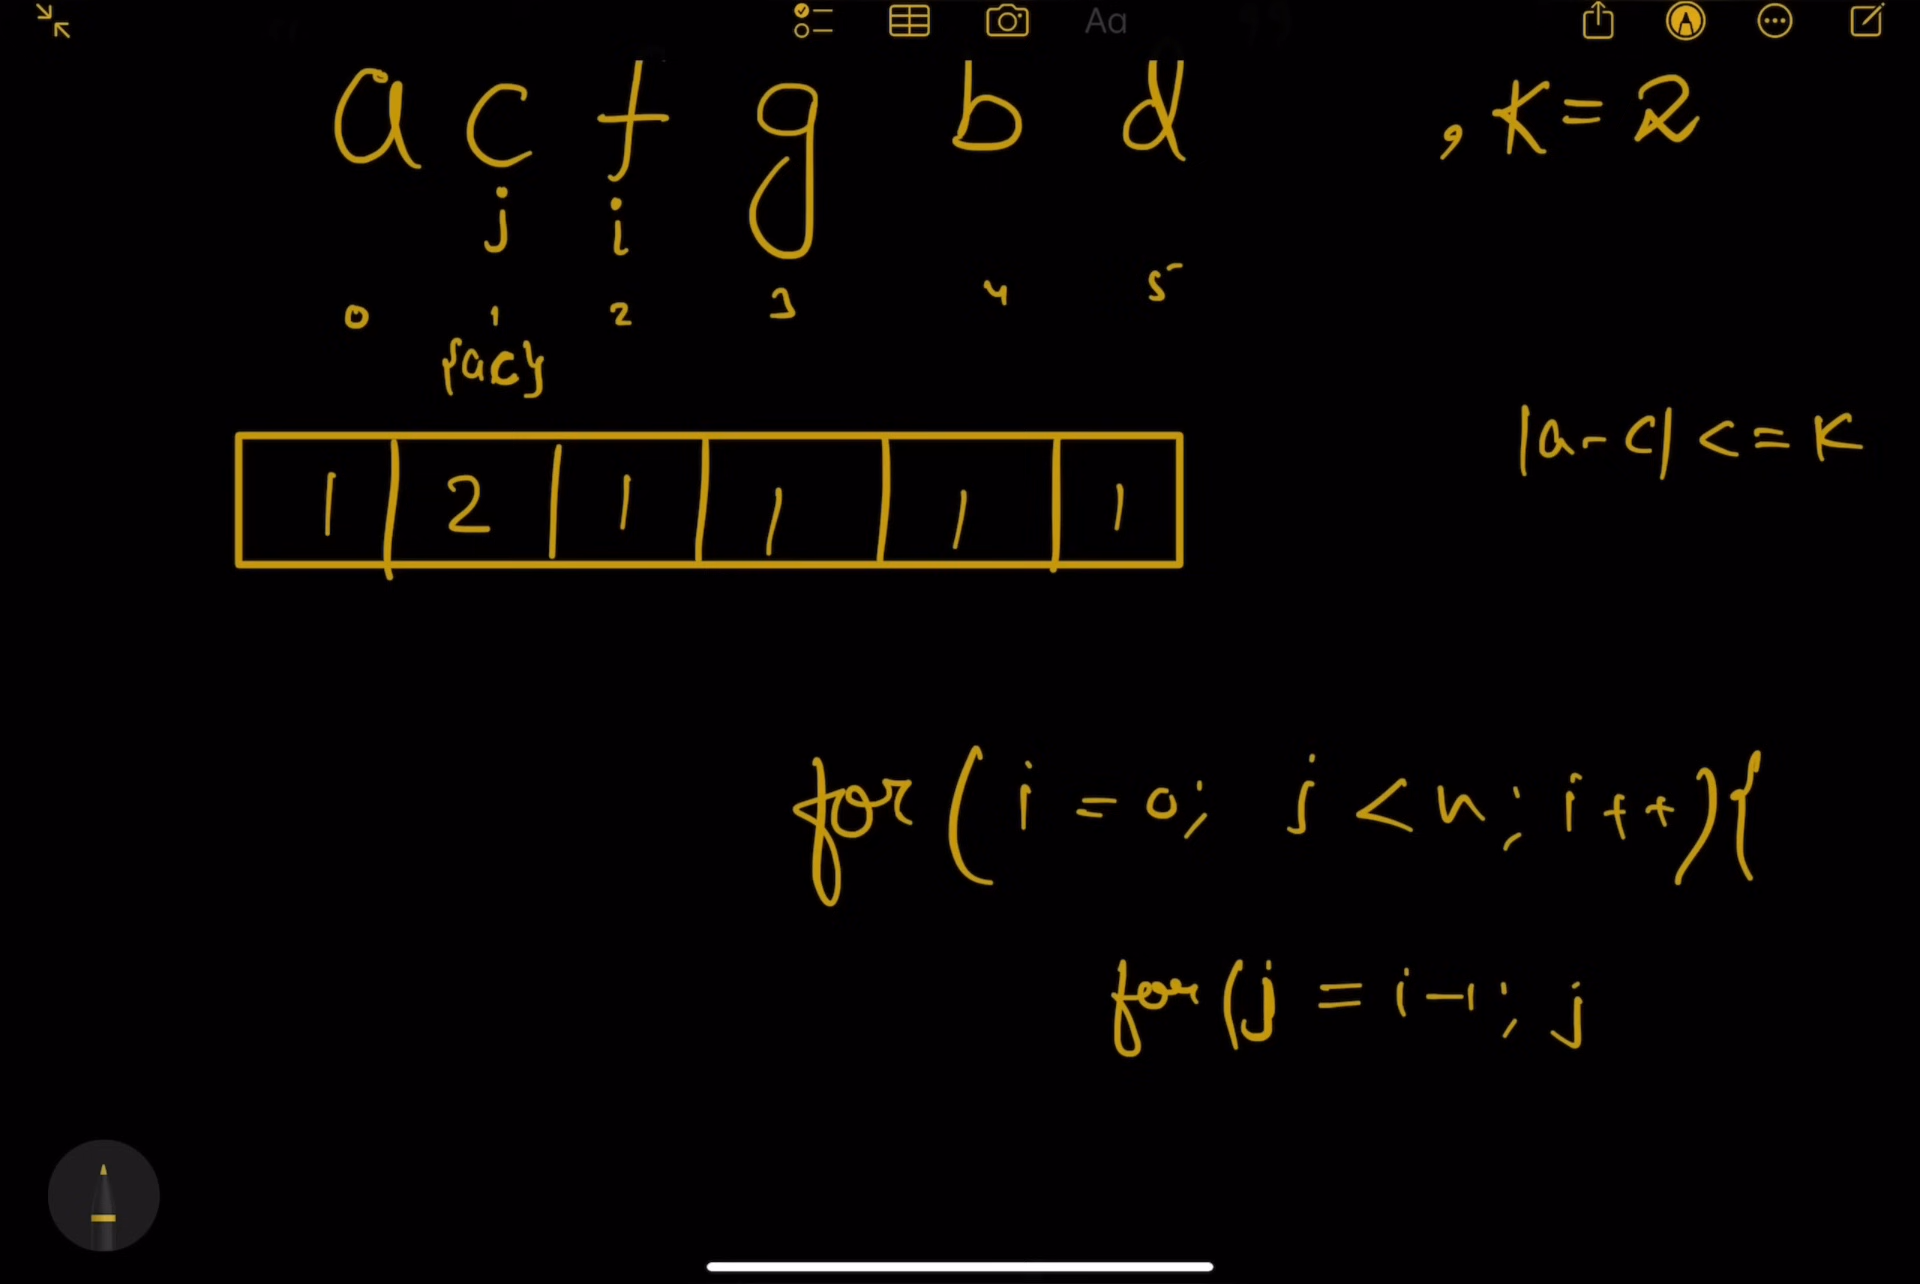 Aa
a c f g b d , K = 2
j i
0 1 2 3 4 5
{ac}
|a - c| < = K
1 2 1 1 1 1
for ( i = 0; j < n; i + + ) {
for (j = i - 1; j